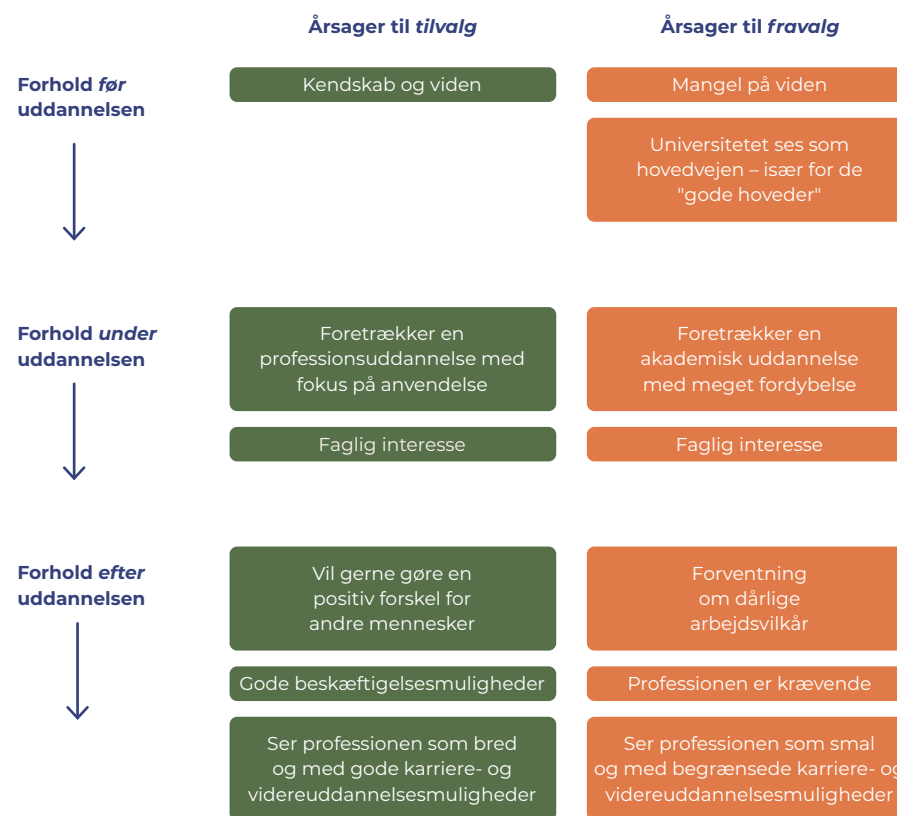 Årsager til tilvalg
Årsager til fravalg
Forhold før
uddannelsen
Kendskab og viden
Mangel på viden
Universitetet ses som
hovedvejen – især for de
"gode hoveder"
Forhold under
uddannelsen
Foretrækker en
professionsuddannelse med
fokus på anvendelse
Foretrækker en
akademisk uddannelse
med meget fordybelse
Faglig interesse
Faglig interesse
Forhold efter
uddannelsen
Vil gerne gøre en
positiv forskel for
andre mennesker
Forventning
om dårlige
arbejdsvilkår
Gode beskæftigelsesmuligheder
Professionen er krævende
Ser professionen som bred
og med gode karriere- og
videreuddannelsesmuligheder
Ser professionen som smal
og med begrænsede karriere- og
videreuddannelsesmuligheder